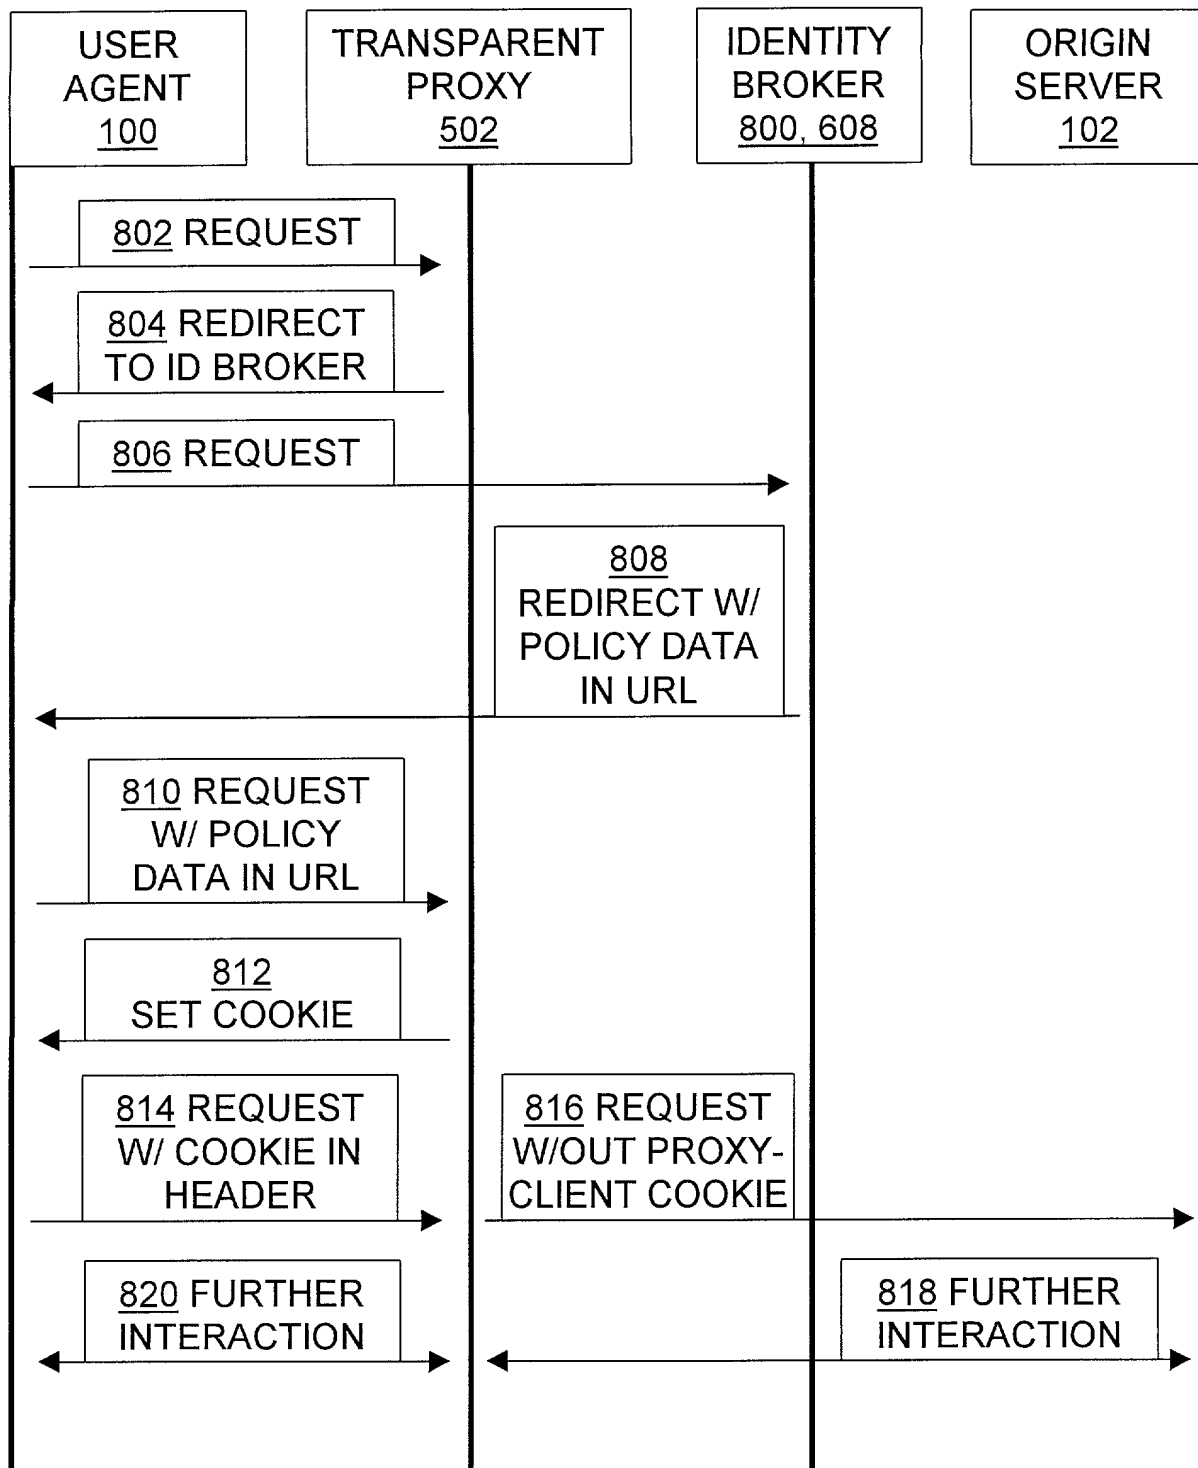 USER
AGENT
100
TRANSPARENT
PROXY
502
IDENTITY
BROKER
800, 608
ORIGIN
SERVER
102
802 REQUEST
804 REDIRECT
TO ID BROKER
806 REQUEST
808
REDIRECT W/
POLICY DATA
IN URL
810 REQUEST
W/ POLICY
DATA IN URL
812
SET COOKIE
814 REQUEST
W/ COOKIE IN
HEADER
816 REQUEST
W/OUT PROXY-
CLIENT COOKIE
820 FURTHER
INTERACTION
818 FURTHER
INTERACTION